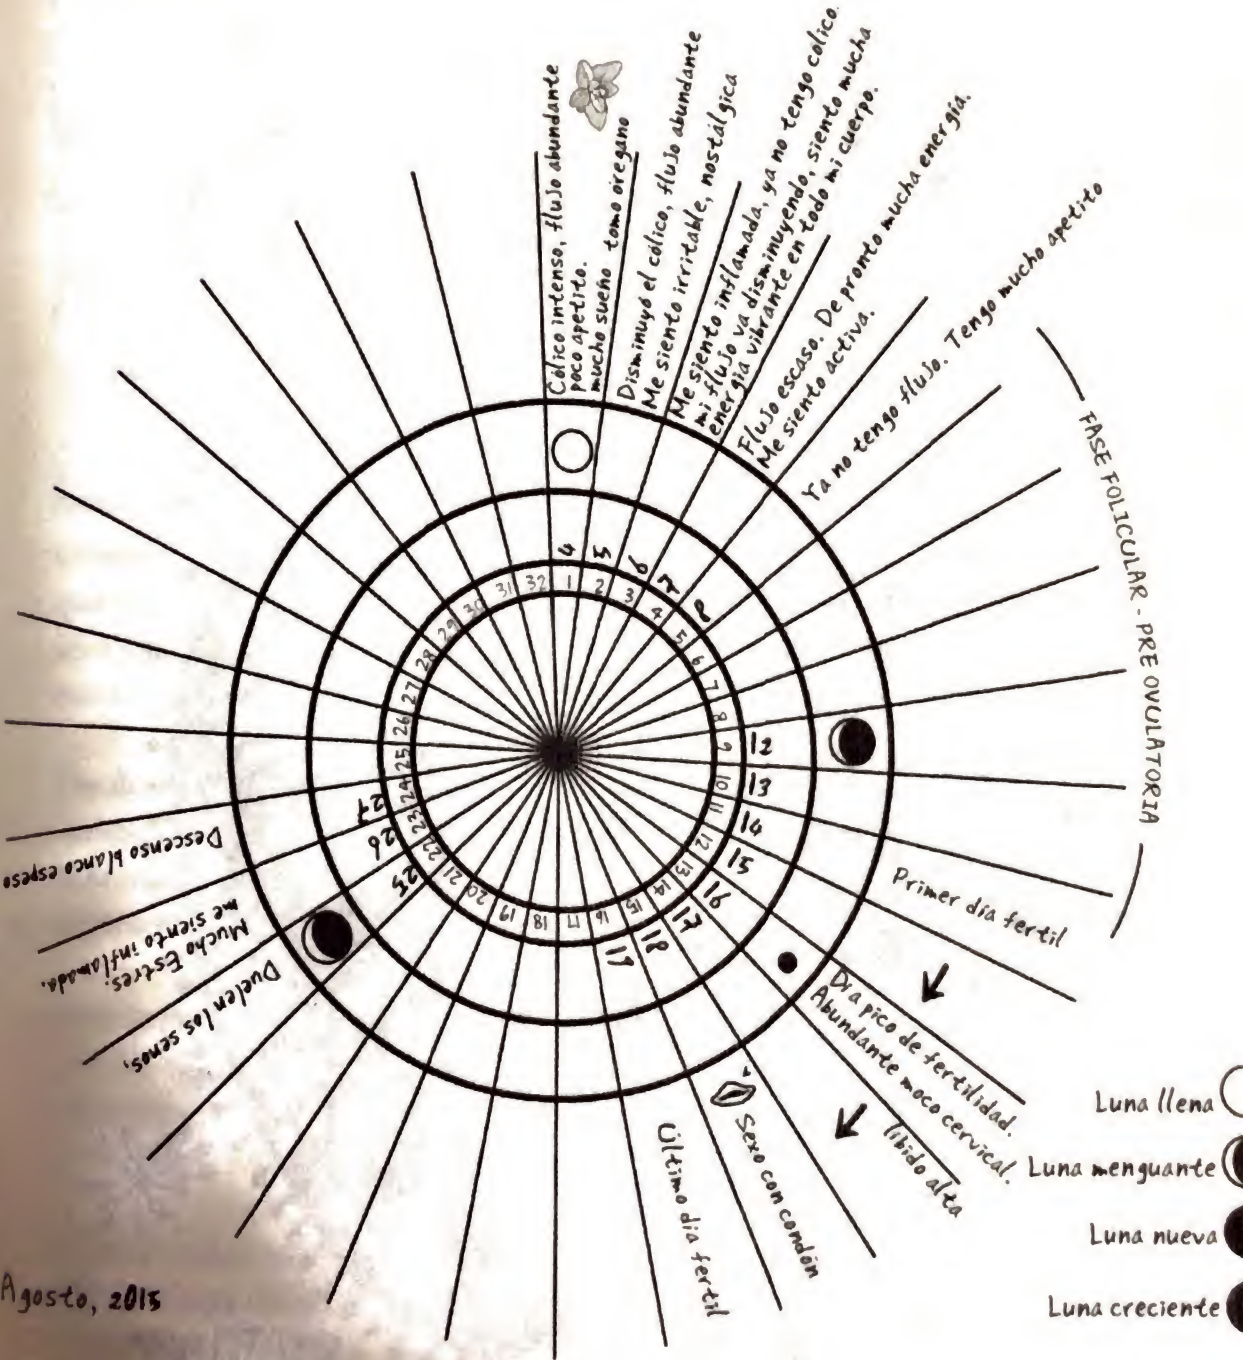 Cólico intenso, flujo abundante
poco apetito.
mucho sueño tomo óregano
Disminuyó el cólico, flujo abundante
Me siento irritable, nostálgica
Me siento inflamada, ya no tengo cólico.
mi flujo va disminuyendo, siento mucha
energía vibrante en todo mi cuerpo.
Flujo escaso. De pronto mucha energía.
Me siento activa.
Ya no tengo flujo. Tengo mucho apetito
FASE FOLICULAR - PRE OVULATORIA
Primer día fertil
Día pico de fertilidad.
Abundante moco cervical.
libido alta
Sexo con condón
Último día fertil
Duelen los senos,
Mucho Estres.
me siento inflamada.
Descenso blanco espeso
4 5 6 7 8 12 13 14 15 16 17 18 19 25 26 27
1 2 3 4 5 6 7 8 9 10 11 12 13 14 15 16 17 18 19 20 21 22 23 24 25 26 27 28 29 30 31 32
Luna llena
Luna menguante
Luna nueva
Luna creciente
Agosto, 2015